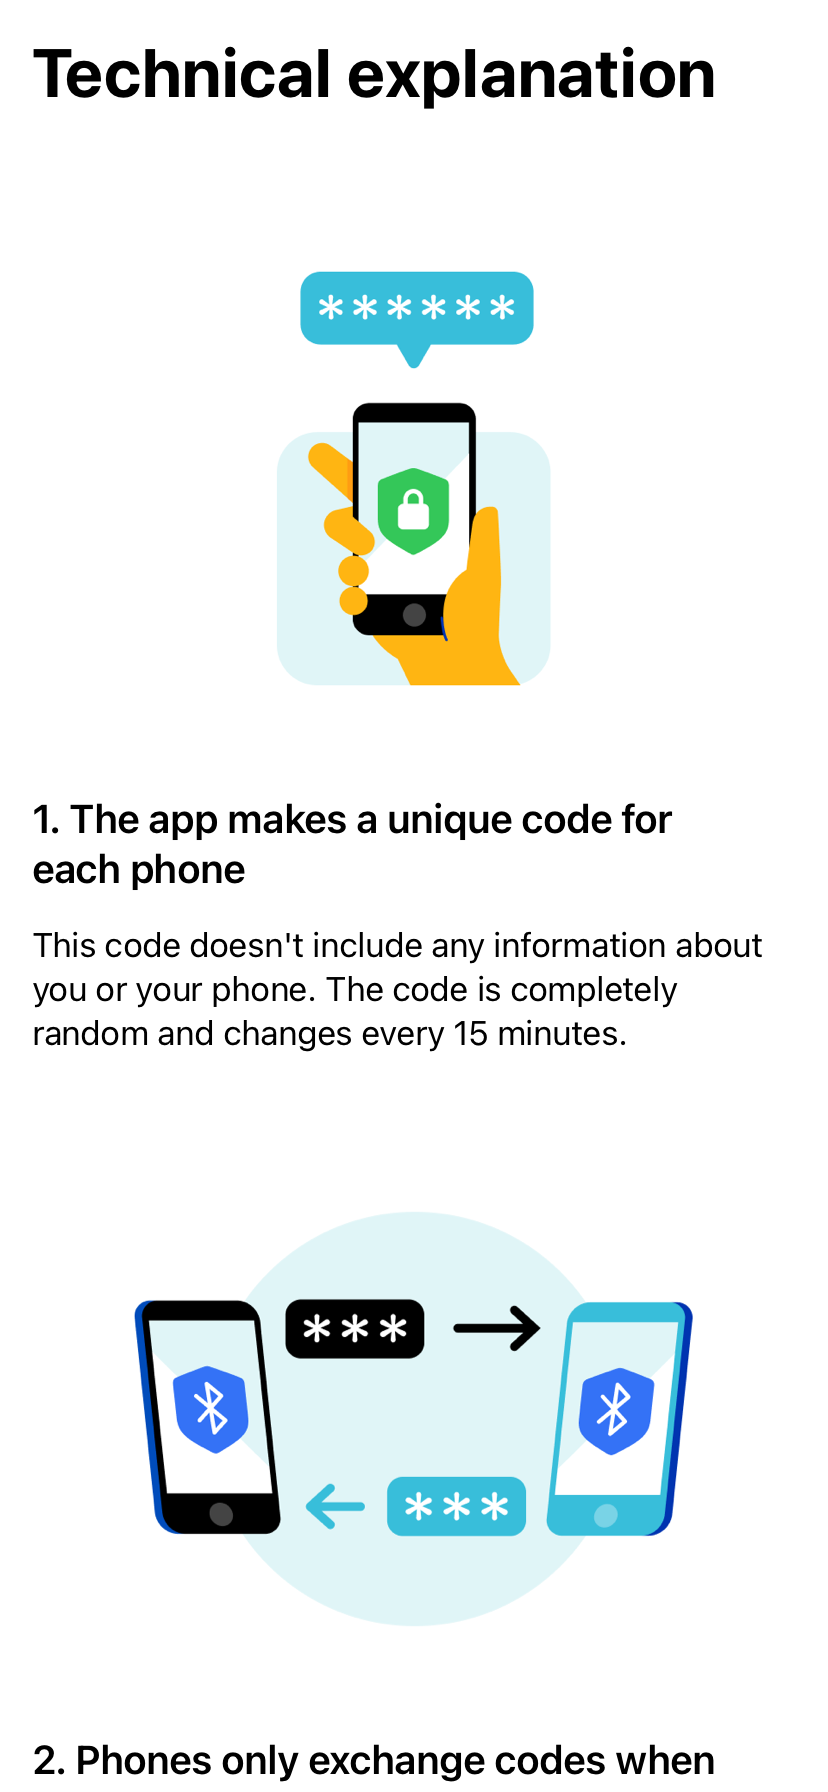 Technical explanation
******
1. The app makes a unique code for
each phone
This code doesn't include any information about
you or your phone. The code is completely
random and changes every 15 minutes.
***
***
2. Phones only exchange codes when